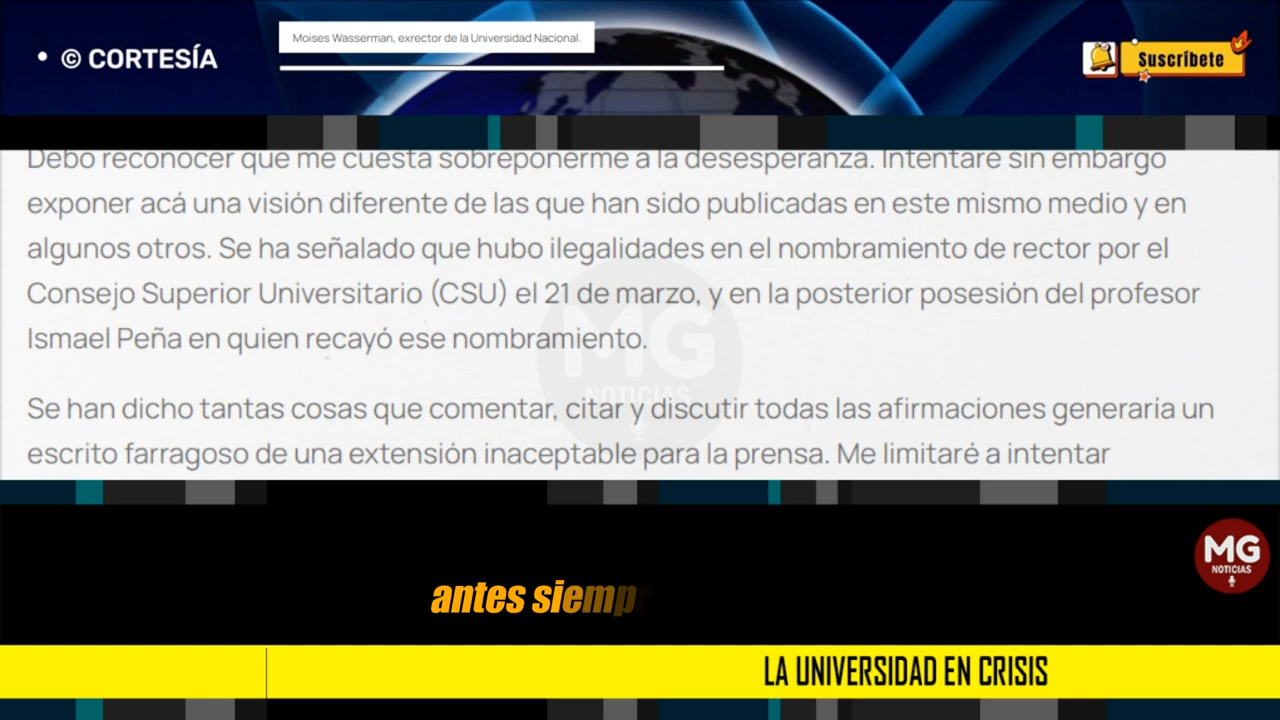 • © CORTESÍA
Moises Wasserman, exrector de la Universidad Nacional.
Suscríbete
Debo reconocer que me cuesta sobreponerme a la desesperanza. Intentaré sin embargo
exponer acá una visión diferente de las que han sido publicadas en este mismo medio y en
algunos otros. Se ha señalado que hubo ilegalidades en el nombramiento de rector por el
Consejo Superior Universitario (CSU) el 21 de marzo, y en la posterior posesión del profesor
Ismael Peña en quien recayó ese nombramiento.
MG
NOTICIAS
Se han dicho tantas cosas que comentar, citar y discutir todas las afirmaciones generaría un
escrito farragoso de una extensión inaceptable para la prensa. Me limitaré a intentar
MG
NOTICIAS
antes siemp
LA UNIVERSIDAD EN CRISIS